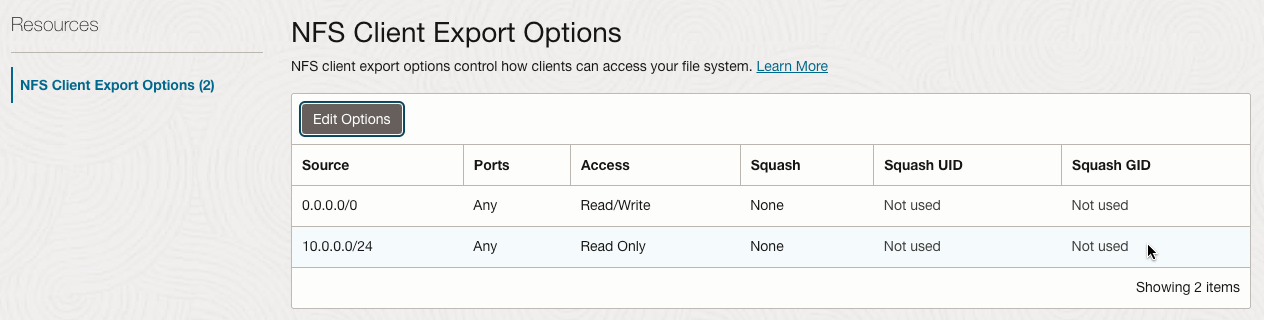 Resources
NFS Client Export Options (2)
NFS Client Export Options
NFS client export options control how clients can access your file system. Learn More
Edit Options
Source Ports Access Squash Squash UID Squash GID
0.0.0.0/0 Any Read/Write None Not used Not used
10.0.0.0/24 Any Read Only None Not used Not used
Showing 2 items